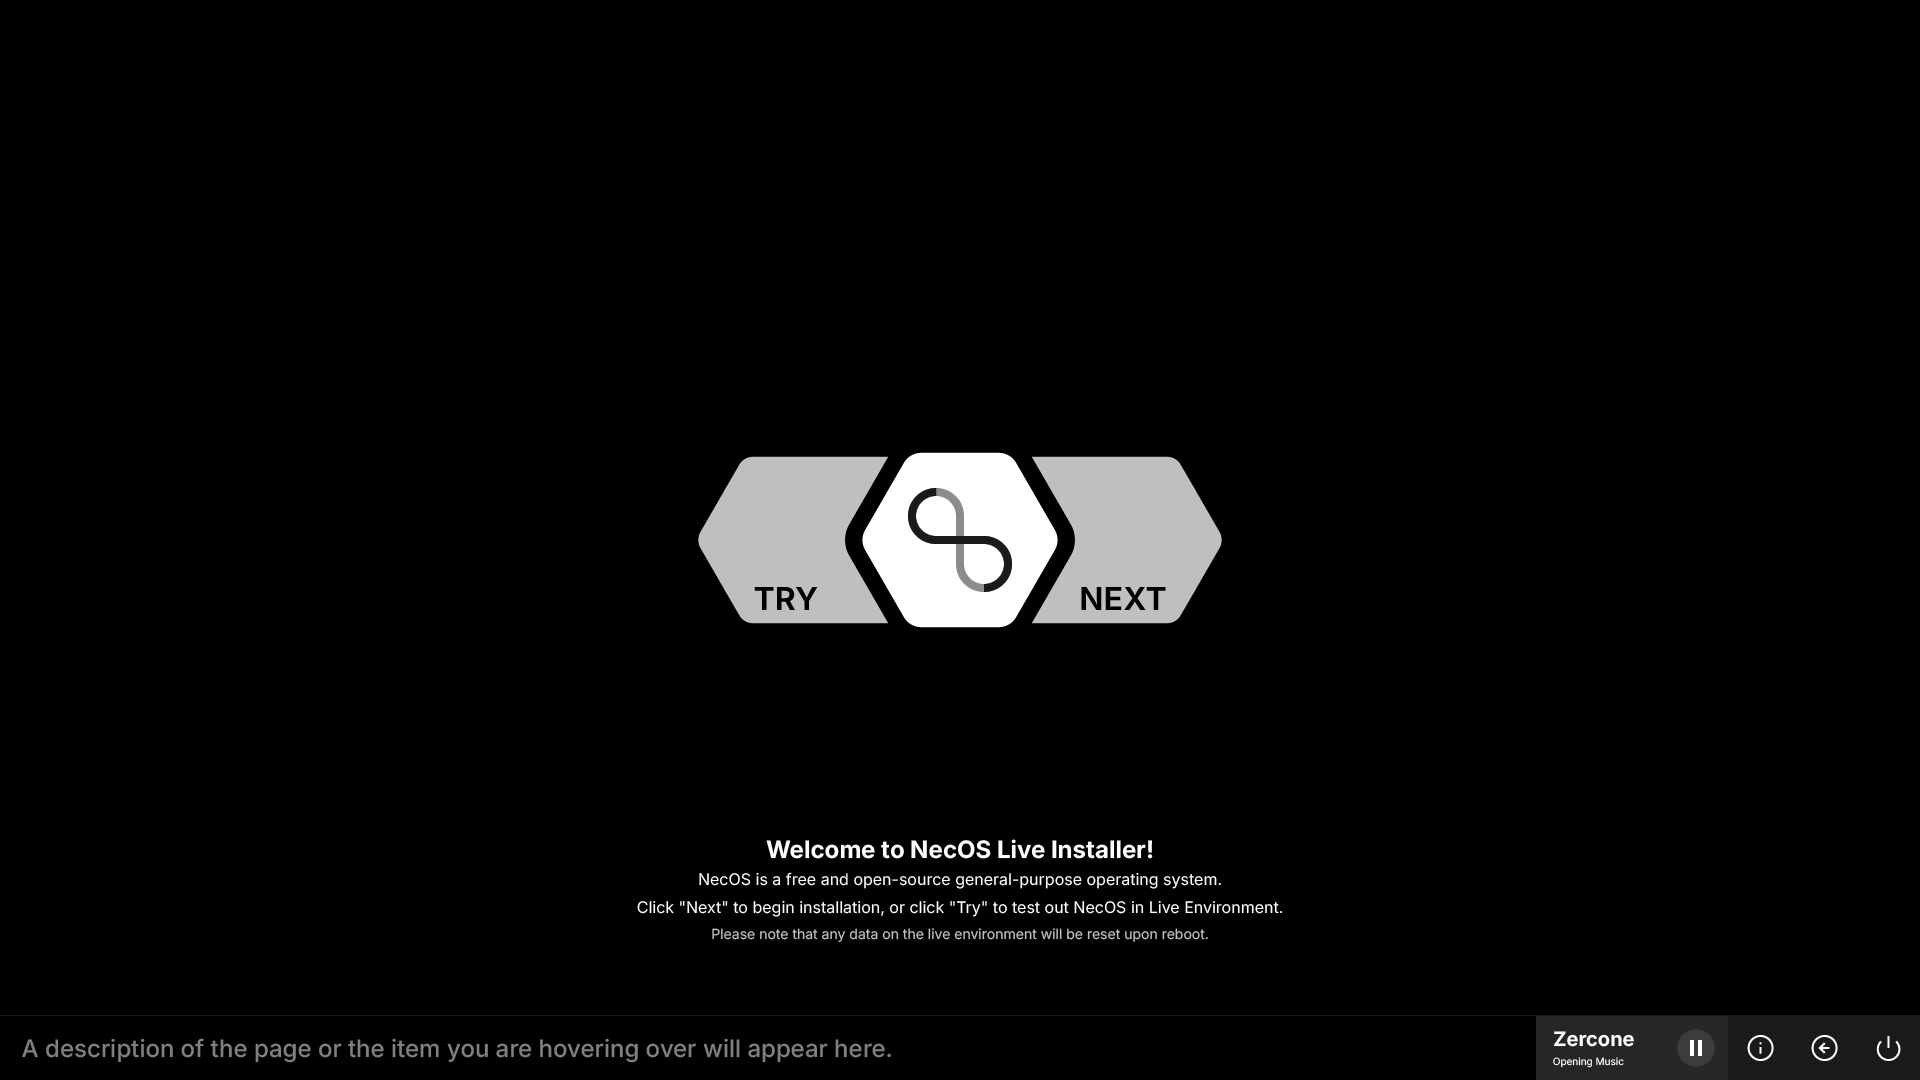 TRY
NEXT
Welcome to NecOS Live Installer!
NecOS is a free and open-source general-purpose operating system.
Click "Next" to begin installation, or click "Try" to test out NecOS in Live Environment.
Please note that any data on the live environment will be reset upon reboot.
A description of the page or the item you are hovering over will appear here.
Zercone
Opening Music